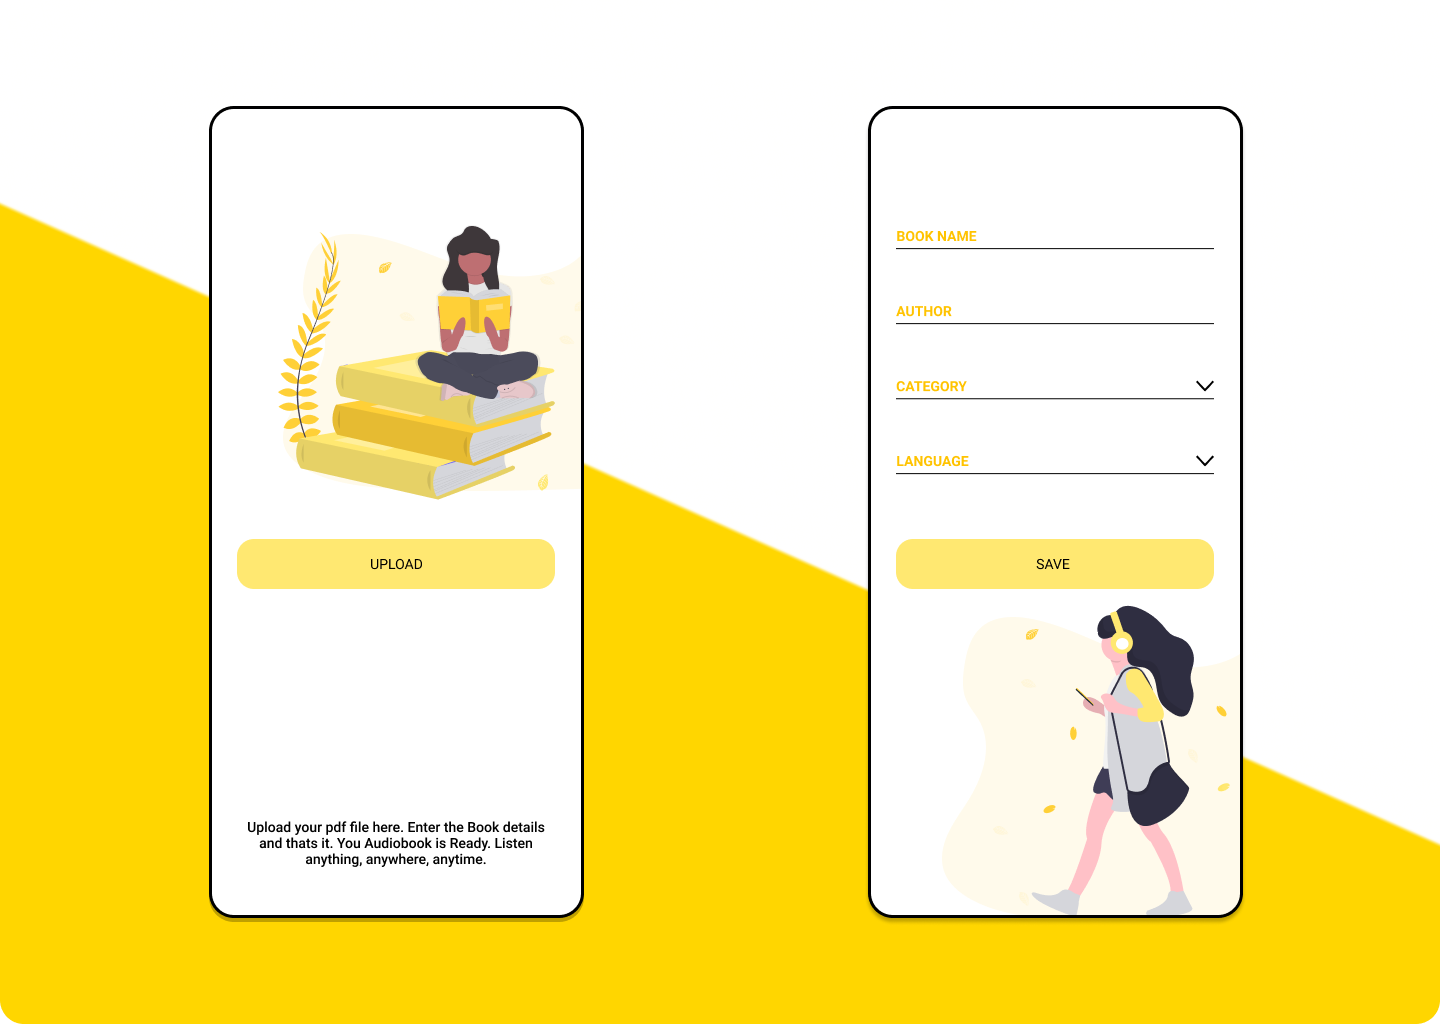 UPLOAD
Upload your pdf file here. Enter the Book details
and thats it. You Audiobook is Ready. Listen
anything, anywhere, anytime.
BOOK NAME
AUTHOR
CATEGORY
LANGUAGE
SAVE